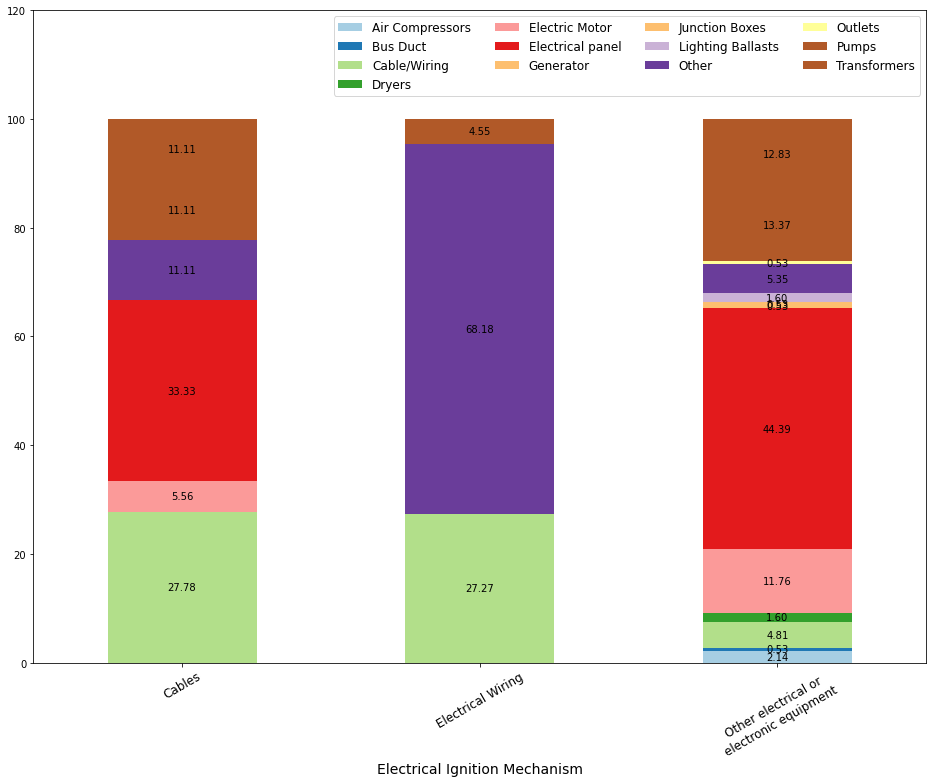 120
100
80
60
40
20
0
Air Compressors
Bus Duct
Cable/Wiring
Dryers
Electric Motor
Electrical panel
Generator
Junction Boxes
Lighting Ballasts
Other
Outlets
Pumps
Transformers
11.11
11.11
11.11
33.33
5.56
27.78
4.55
68.18
27.27
12.83
13.37
0.53
5.35
1.60
0.53
0.53
44.39
11.76
1.60
4.81
0.53
2.14
Cables
Electrical Wiring
Other electrical or
electronic equipment
Electrical Ignition Mechanism